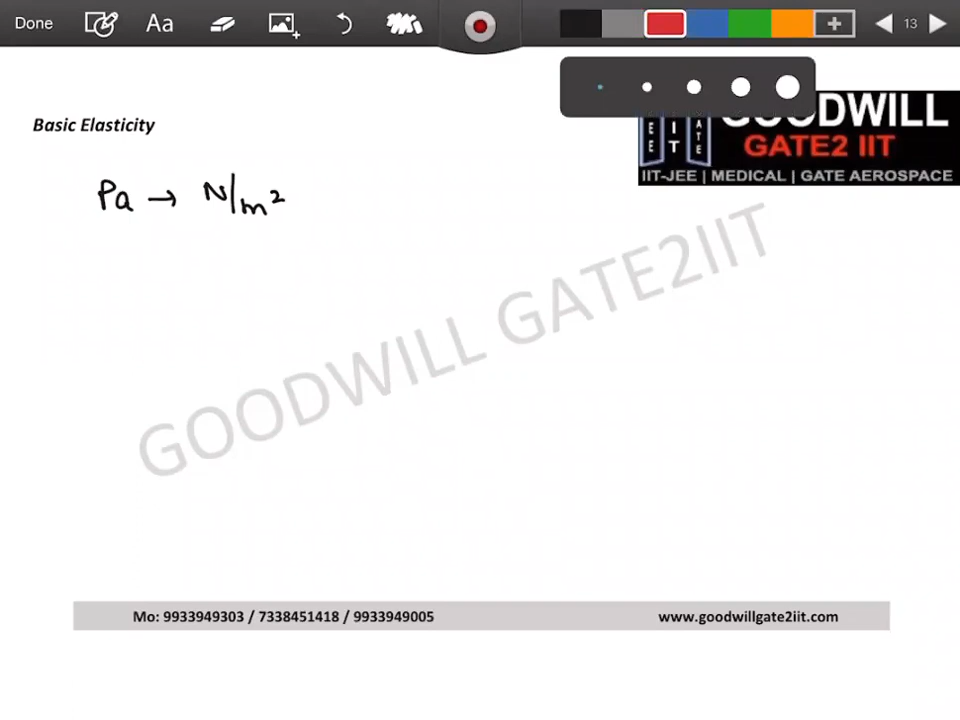 Done Aa 13
Basic Elasticity
GOODWILL
GATE2 IIT
IIT-JEE | MEDICAL | GATE AEROSPACE
Pa → N/m²
GOODWILL GATE2IIT
Mo: 9933949303 / 7338451418 / 9933949005 www.goodwillgate2iit.com